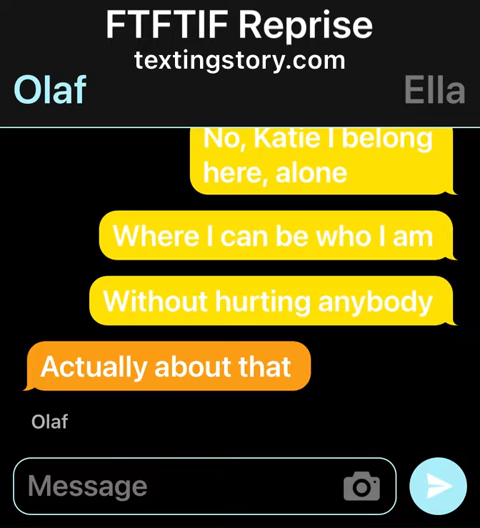 FTFTIF Reprise
textingstory.com
Olaf
Ella
No, Katie I belong
here, alone
Where I can be who I am
Without hurting anybody
Actually about that
Olaf
Message